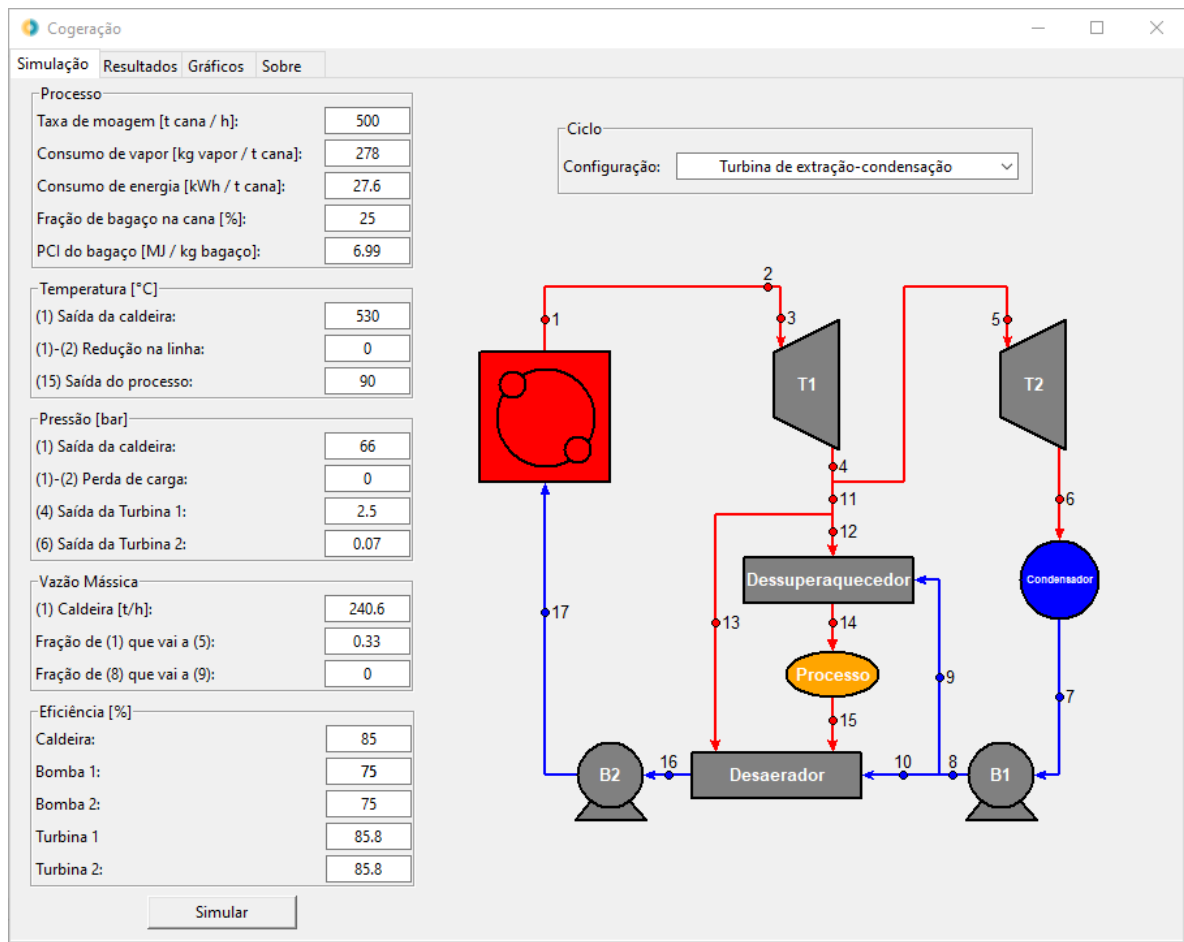 Cogeração
Simulação Resultados Gráficos Sobre
Processo
Taxa de moagem [t cana / h]: 500
Consumo de vapor [kg vapor / t cana]: 278
Consumo de energia [kWh / t cana]: 27.6
Fração de bagaço na cana [%]: 25
PCI do bagaço [MJ / kg bagaço]: 6.99
Temperatura [°C]
(1) Saída da caldeira: 530
(1)-(2) Redução na linha: 0
(15) Saída do processo: 90
Pressão [bar]
(1) Saída da caldeira: 66
(1)-(2) Perda de carga: 0
(4) Saída da Turbina 1: 2.5
(6) Saída da Turbina 2: 0.07
Vazão Mássica
(1) Caldeira [t/h]: 240.6
Fração de (1) que vai a (5): 0.33
Fração de (8) que vai a (9): 0
Eficiência [%]
Caldeira: 85
Bomba 1: 75
Bomba 2: 75
Turbina 1 85.8
Turbina 2: 85.8
Simular
Ciclo
Configuração: Turbina de extração-condensação
2
1
3
5
T1
T2
4
11
6
12
Dessuperaquecedor
Condensador
17
13
14
9
Processo
7
15
16
10
8
B2
Desaerador
B1